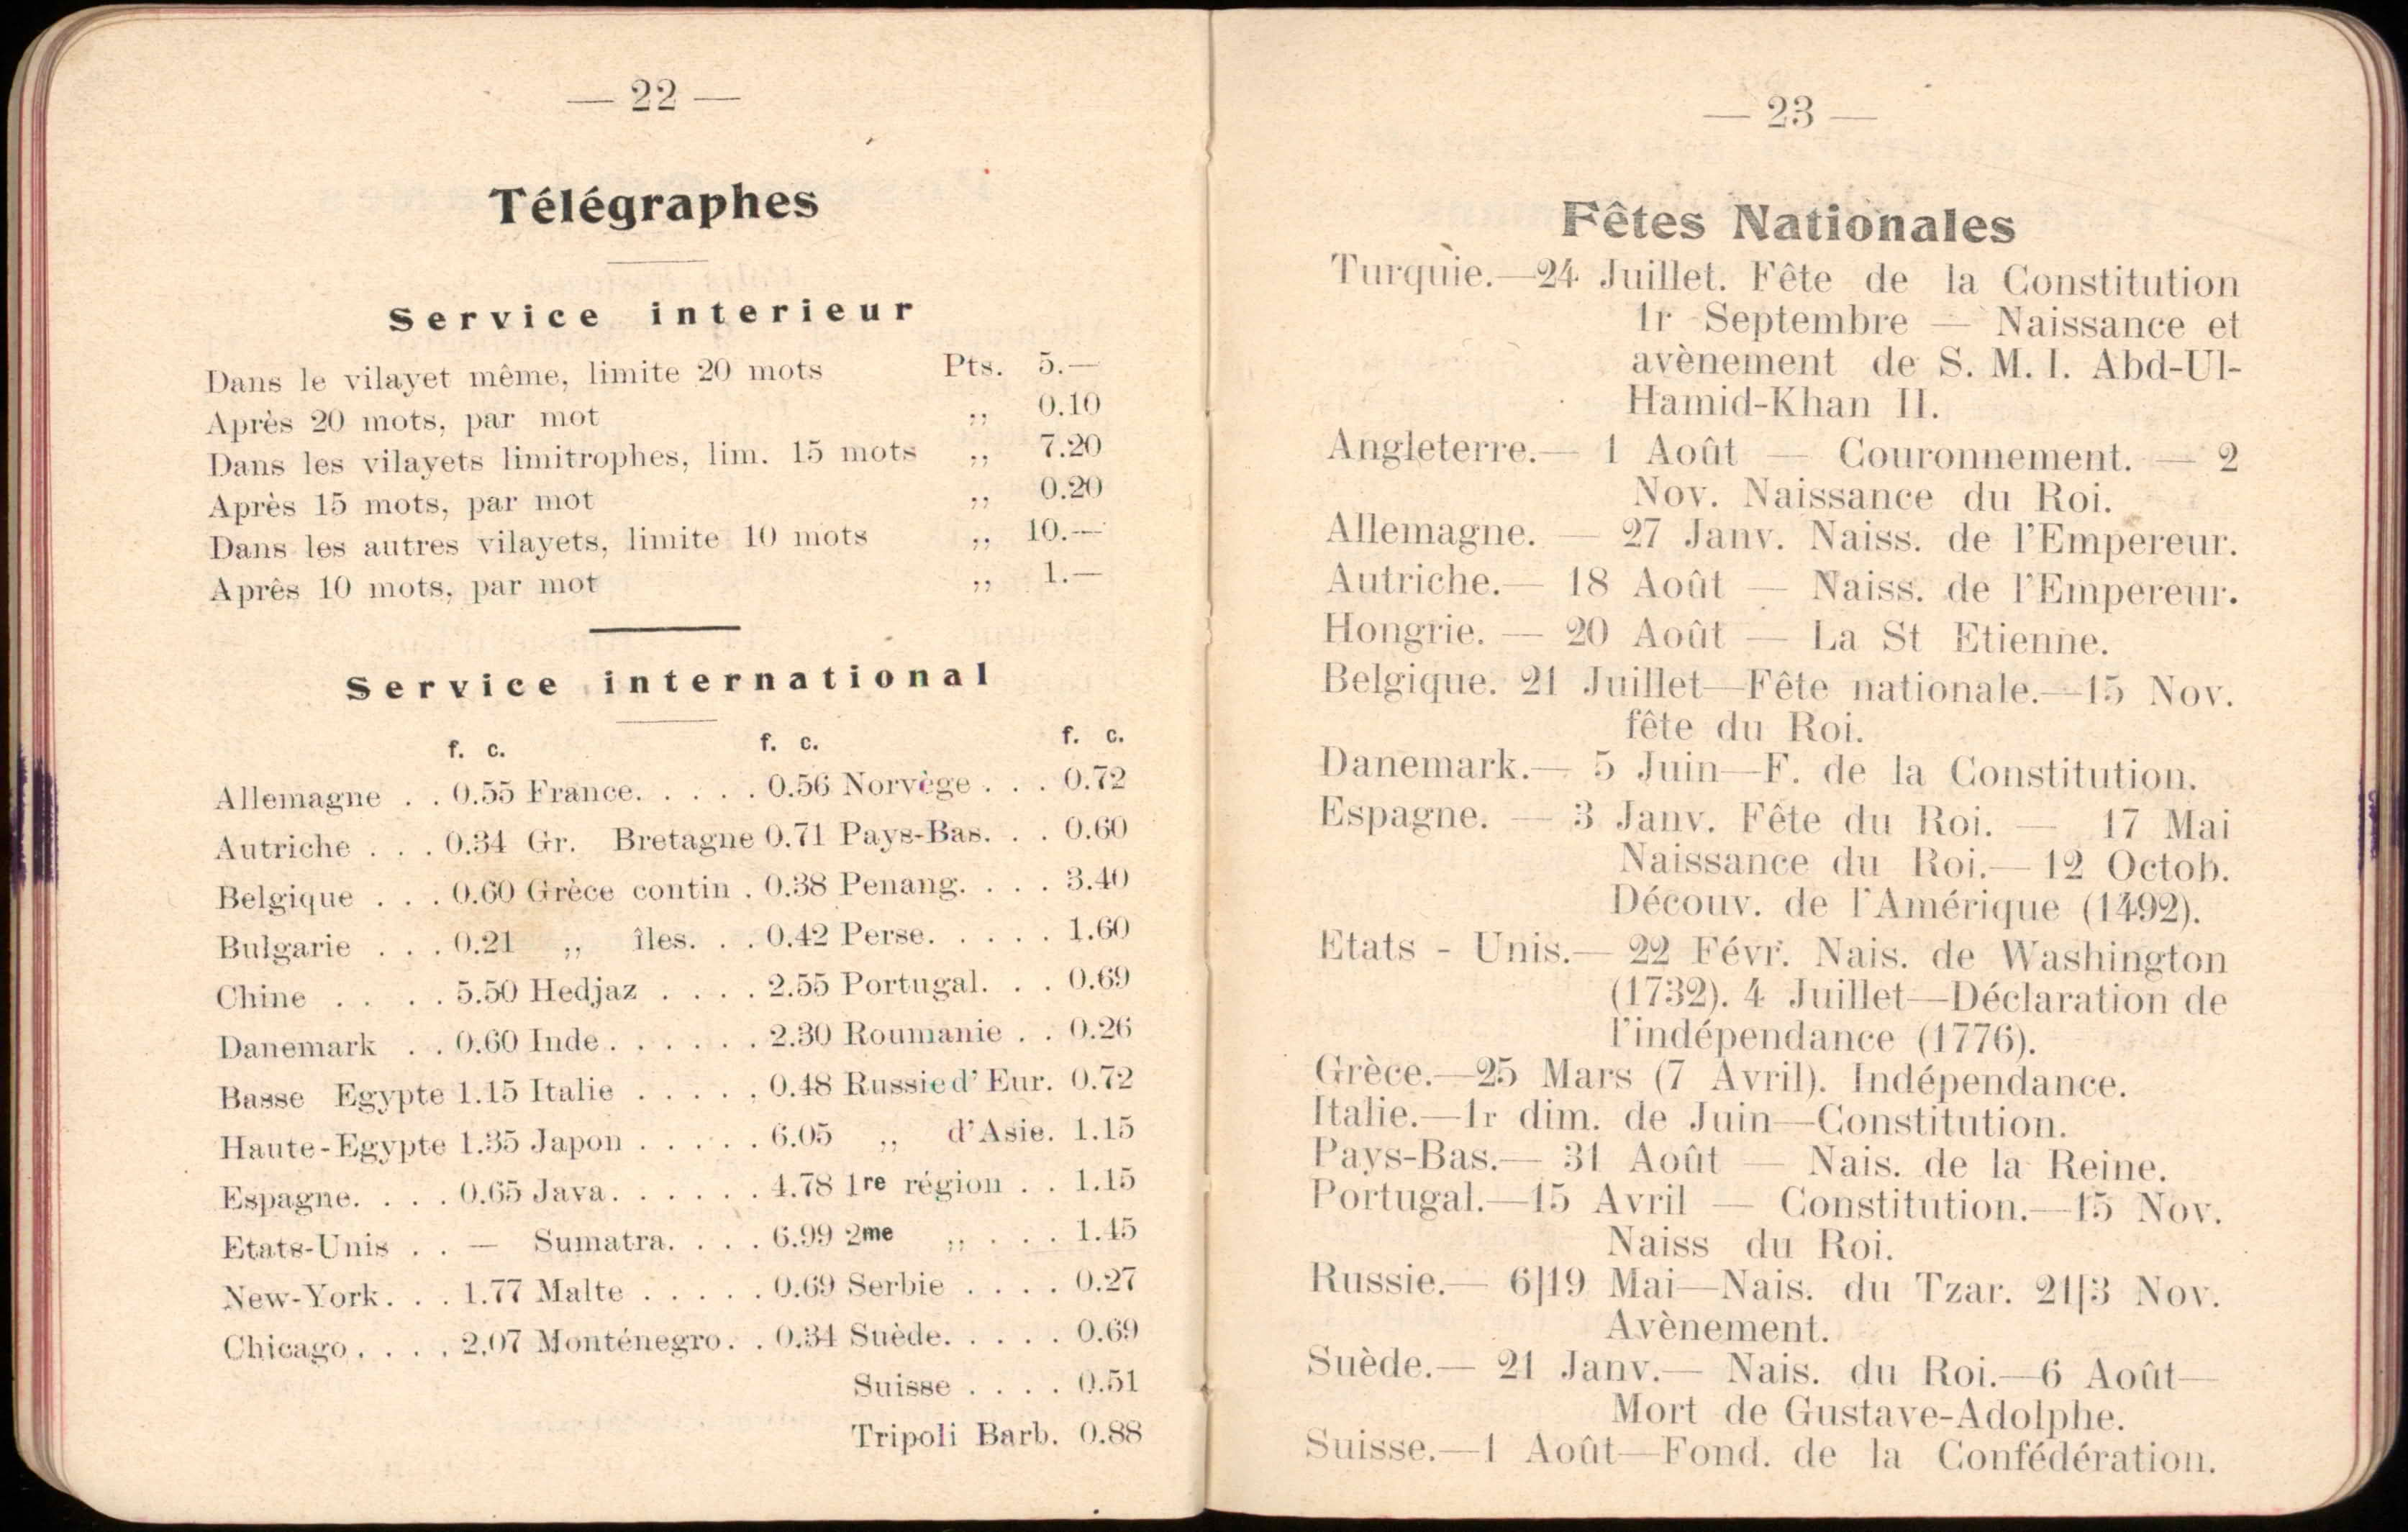 — 22 —
Télégraphes
Service interieur
Dans le vilayet même, limite 20 mots Pts. 5.—
Après 20 mots, par mot ,, 0.10
Dans les vilayets limitrophes, lim. 15 mots ,, 7.20
Après 15 mots, par mot ,, 0.20
Dans les autres vilayets, limite 10 mots ,, 10.—
Après 10 mots, par mot ,, 1.—
Service international
f. c. f. c. f. c.
Allemagne . . 0.55 France. . . . . 0.56 Norvège . . . 0.72
Autriche . . . 0.34 Gr. Bretagne 0.71 Pays-Bas. . . 0.60
Belgique . . . 0.60 Grèce contin . 0.38 Penang. . . . 3.40
Bulgarie . . . 0.21 ,, îles. . . 0.42 Perse. . . . . 1.60
Chine . . . . 5.50 Hedjaz . . . . 2.55 Portugal. . . 0.69
Danemark . . 0.60 Inde. . . . . . 2.30 Roumanie . . 0.26
Basse Egypte 1.15 Italie . . . . . 0.48 Russie d'Eur. 0.72
Haute-Egypte 1.35 Japon . . . . . 6.05 ,, d'Asie. 1.15
Espagne. . . . 0.65 Java. . . . . . 4.78 1re région . . 1.15
Etats-Unis . . — Sumatra. . . . 6.99 2me ,, . . . 1.45
New-York. . . 1.77 Malte . . . . . 0.69 Serbie . . . . 0.27
Chicago. . . . 2.07 Monténegro. . 0.34 Suède. . . . . 0.69
Suisse . . . . 0.51
Tripoli Barb. 0.88
— 23 —
Fêtes Nationales
Turquie.—24 Juillet. Fête de la Constitution
1r Septembre — Naissance et
avènement de S. M. I. Abd-Ul-
Hamid-Khan II.
Angleterre.— 1 Août — Couronnement. — 2
Nov. Naissance du Roi.
Allemagne. — 27 Janv. Naiss. de l'Empereur.
Autriche.— 18 Août — Naiss. de l'Empereur.
Hongrie. — 20 Août — La St Etienne.
Belgique. 21 Juillet—Fête nationale.—15 Nov.
fête du Roi.
Danemark.— 5 Juin—F. de la Constitution.
Espagne. — 3 Janv. Fête du Roi. — 17 Mai
Naissance du Roi.— 12 Octob.
Découv. de l'Amérique (1492).
Etats - Unis.— 22 Févr. Nais. de Washington
(1732). 4 Juillet—Déclaration de
l'indépendance (1776).
Grèce.—25 Mars (7 Avril). Indépendance.
Italie.—1r dim. de Juin—Constitution.
Pays-Bas.— 31 Août — Nais. de la Reine.
Portugal.—15 Avril — Constitution.—15 Nov.
Naiss du Roi.
Russie.— 6|19 Mai—Nais. du Tzar. 21|3 Nov.
Avènement.
Suède.— 21 Janv.— Nais. du Roi.—6 Août—
Mort de Gustave-Adolphe.
Suisse.—1 Août—Fond. de la Confédération.